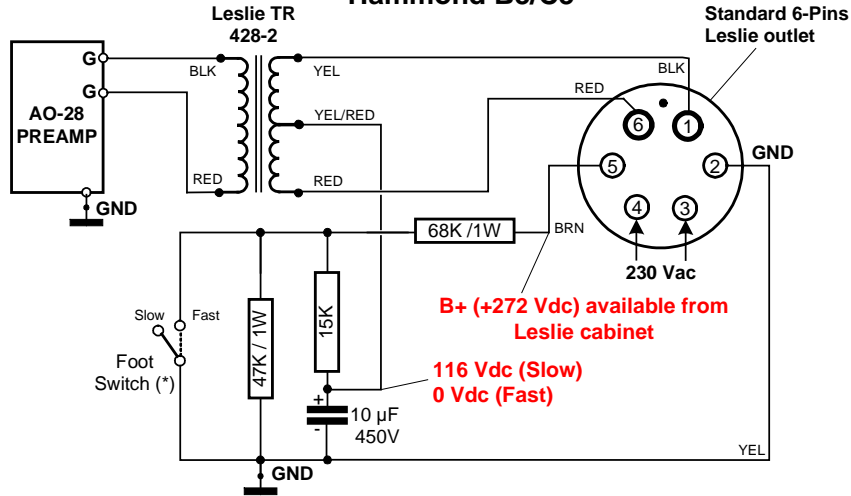 Leslie TR
428-2
Standard 6-Pins
Leslie outlet
G
BLK
YEL
BLK
G
RED
AO-28
PREAMP
YEL/RED
6
1
5
2
GND
RED
RED
GND
68K /1W
BRN
4
3
230 Vac
B+ (+272 Vdc) available from
Leslie cabinet
Slow
Fast
47K / 1W
15K
Foot
Switch (*)
116 Vdc (Slow)
0 Vdc (Fast)
+
10 µF
450V
-
YEL
GND